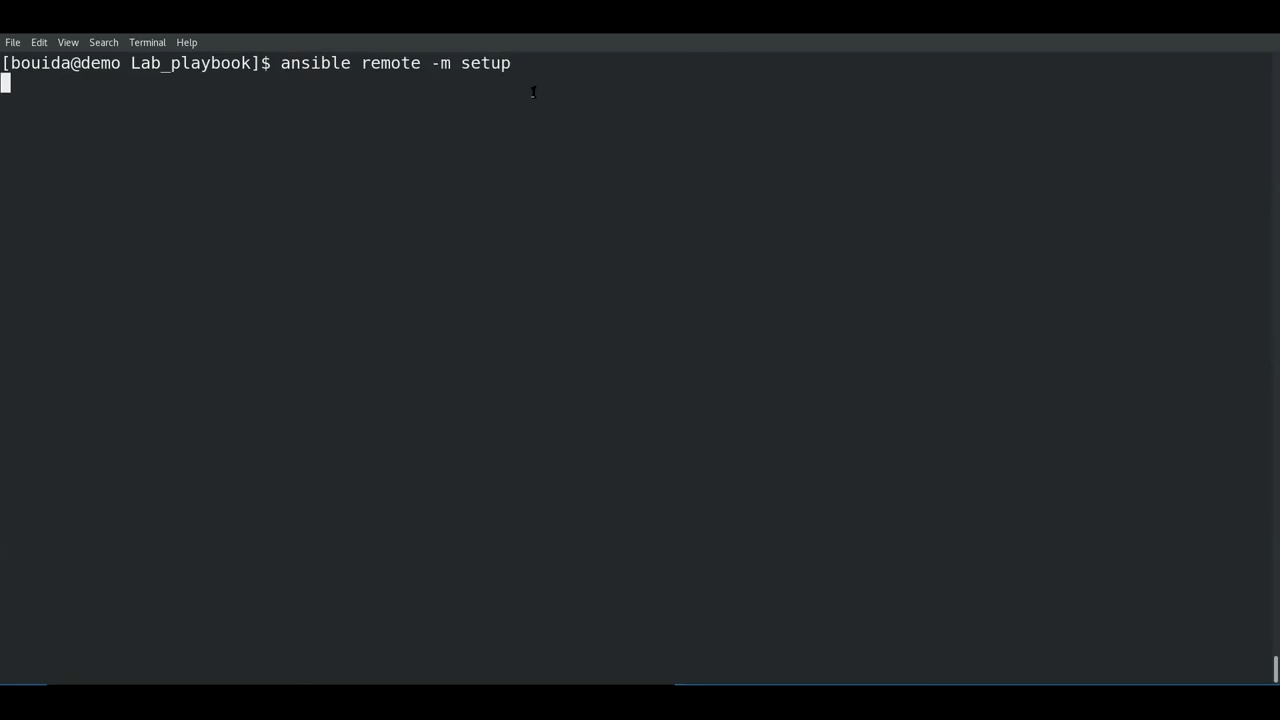 File Edit View Search Terminal Help
[bouida@demo Lab_playbook]$ ansible remote -m setup